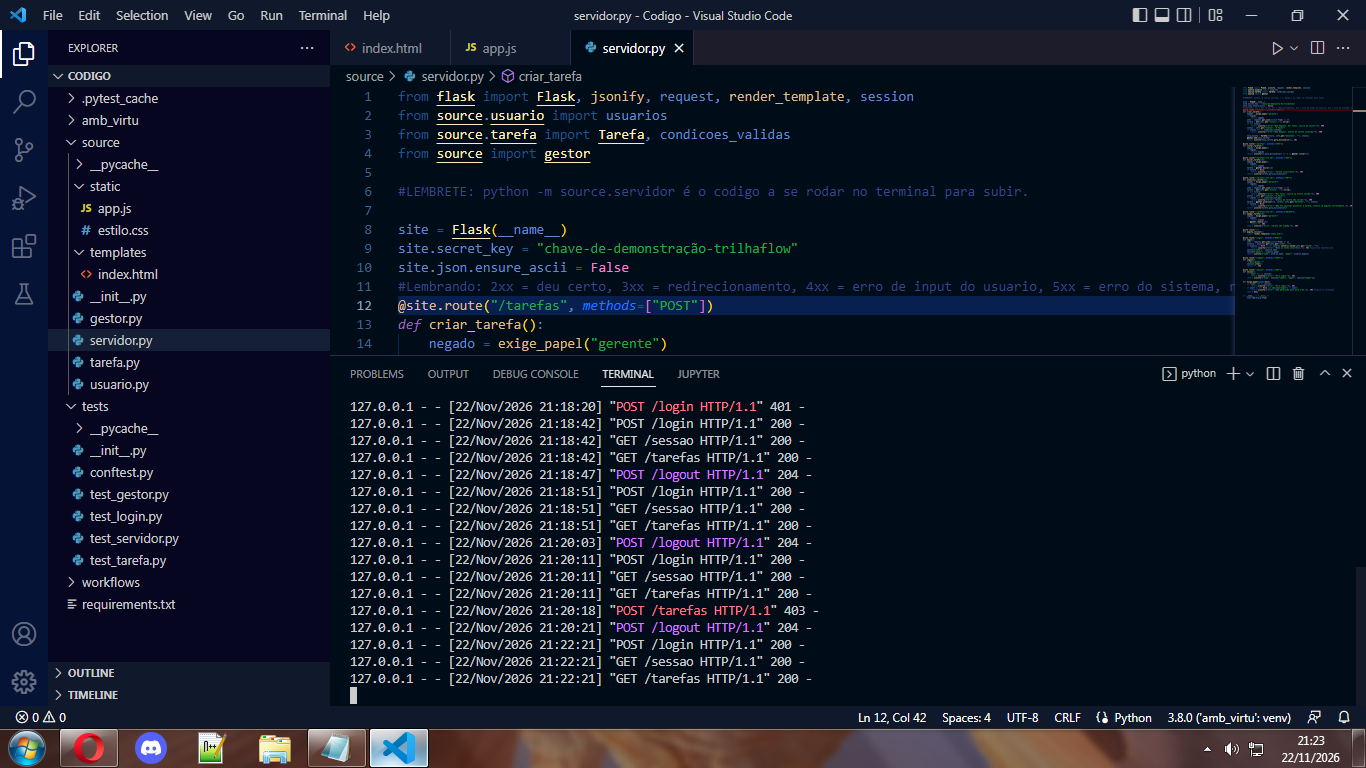 File Edit Selection View Go Run Terminal Help servidor.py - Codigo - Visual Studio Code
EXPLORER
CODIGO
.pytest_cache
amb_virtu
source
__pycache__
static
JS app.js
# estilo.css
templates
<> index.html
__init__.py
gestor.py
servidor.py
tarefa.py
usuario.py
tests
__pycache__
__init__.py
conftest.py
test_gestor.py
test_login.py
test_servidor.py
test_tarefa.py
workflows
requirements.txt
OUTLINE
TIMELINE
<> index.html JS app.js servidor.py
source > servidor.py > criar_tarefa
1 from flask import Flask, jsonify, request, render_template, session
2 from source.usuario import usuarios
3 from source.tarefa import Tarefa, condicoes_validas
4 from source import gestor
5
6 #LEMBRETE: python -m source.servidor é o codigo a se rodar no terminal para subir.
7
8 site = Flask(__name__)
9 site.secret_key = "chave-de-demonstração-trilhaflow"
10 site.json.ensure_ascii = False
11 #Lembrando: 2xx = deu certo, 3xx = redirecionamento, 4xx = erro de input do usuario, 5xx = erro do sistema,
12 @site.route("/tarefas", methods=["POST"])
13 def criar_tarefa():
14 negado = exige_papel("gerente")
PROBLEMS OUTPUT DEBUG CONSOLE TERMINAL JUPYTER python
127.0.0.1 - - [22/Nov/2026 21:18:20] "POST /login HTTP/1.1" 401 -
127.0.0.1 - - [22/Nov/2026 21:18:42] "POST /login HTTP/1.1" 200 -
127.0.0.1 - - [22/Nov/2026 21:18:42] "GET /sessao HTTP/1.1" 200 -
127.0.0.1 - - [22/Nov/2026 21:18:42] "GET /tarefas HTTP/1.1" 200 -
127.0.0.1 - - [22/Nov/2026 21:18:47] "POST /logout HTTP/1.1" 204 -
127.0.0.1 - - [22/Nov/2026 21:18:51] "POST /login HTTP/1.1" 200 -
127.0.0.1 - - [22/Nov/2026 21:18:51] "GET /sessao HTTP/1.1" 200 -
127.0.0.1 - - [22/Nov/2026 21:18:51] "GET /tarefas HTTP/1.1" 200 -
127.0.0.1 - - [22/Nov/2026 21:20:03] "POST /logout HTTP/1.1" 204 -
127.0.0.1 - - [22/Nov/2026 21:20:11] "POST /login HTTP/1.1" 200 -
127.0.0.1 - - [22/Nov/2026 21:20:11] "GET /sessao HTTP/1.1" 200 -
127.0.0.1 - - [22/Nov/2026 21:20:11] "GET /tarefas HTTP/1.1" 200 -
127.0.0.1 - - [22/Nov/2026 21:20:18] "POST /tarefas HTTP/1.1" 403 -
127.0.0.1 - - [22/Nov/2026 21:20:21] "POST /logout HTTP/1.1" 204 -
127.0.0.1 - - [22/Nov/2026 21:22:21] "POST /login HTTP/1.1" 200 -
127.0.0.1 - - [22/Nov/2026 21:22:21] "GET /sessao HTTP/1.1" 200 -
127.0.0.1 - - [22/Nov/2026 21:22:21] "GET /tarefas HTTP/1.1" 200 -
0 0 Ln 12, Col 42 Spaces: 4 UTF-8 CRLF Python 3.8.0 ('amb_virtu': venv)
21:23
22/11/2026